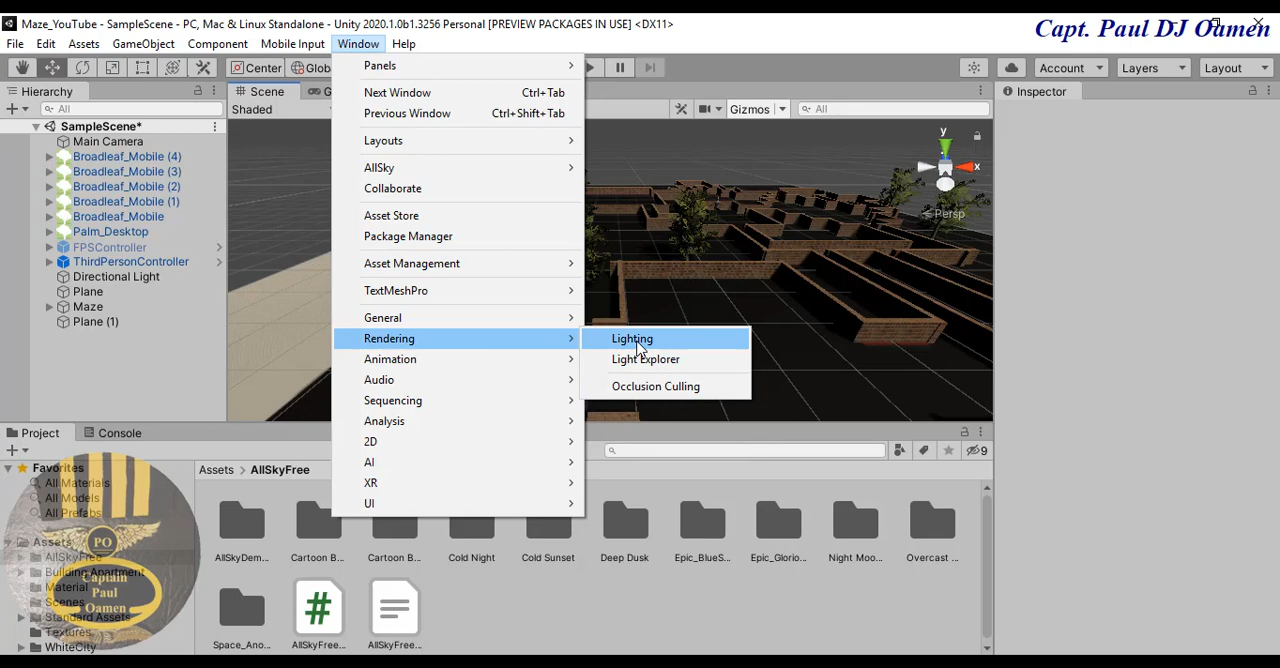 Maze_YouTube - SampleScene - PC, Mac & Linux Standalone - Unity 2020.1.0b1.3256 Personal [PREVIEW PACKAGES IN USE] <DX11>
Capt. Paul DJ Oamen
File Edit Assets GameObject Component Mobile Input Window Help
Center Globa Account Layers Layout
Hierarchy Scene G Inspector
All Shaded Gizmos All
SampleScene*
Main Camera
Broadleaf_Mobile (4)
Broadleaf_Mobile (3)
Broadleaf_Mobile (2)
Broadleaf_Mobile (1)
Broadleaf_Mobile
Palm_Desktop
FPSController
ThirdPersonController
Directional Light
Plane
Maze
Plane (1)
Panels
Next Window Ctrl+Tab
Previous Window Ctrl+Shift+Tab
Layouts
AllSky
Collaborate
Asset Store
Package Manager
Asset Management
TextMeshPro
General
Rendering
Animation
Audio
Sequencing
Analysis
2D
AI
XR
UI
Lighting
Light Explorer
Occlusion Culling
y
x
Persp
Project Console
9
Favorites
All Materials
All Models
All Prefabs
Assets
AllSkyFree
Building Apartment
Material
Scenes
Standard Assets
Textures
WhiteCity
PO
Captain
Paul
Oamen
Assets > AllSkyFree
AllSkyDem... Cartoon B... Cartoon B... Cold Night Cold Sunset Deep Dusk Epic_BlueS... Epic_Glorio... Night Moo... Overcast ...
Space_Ano... AllSkyFree... AllSkyFree...